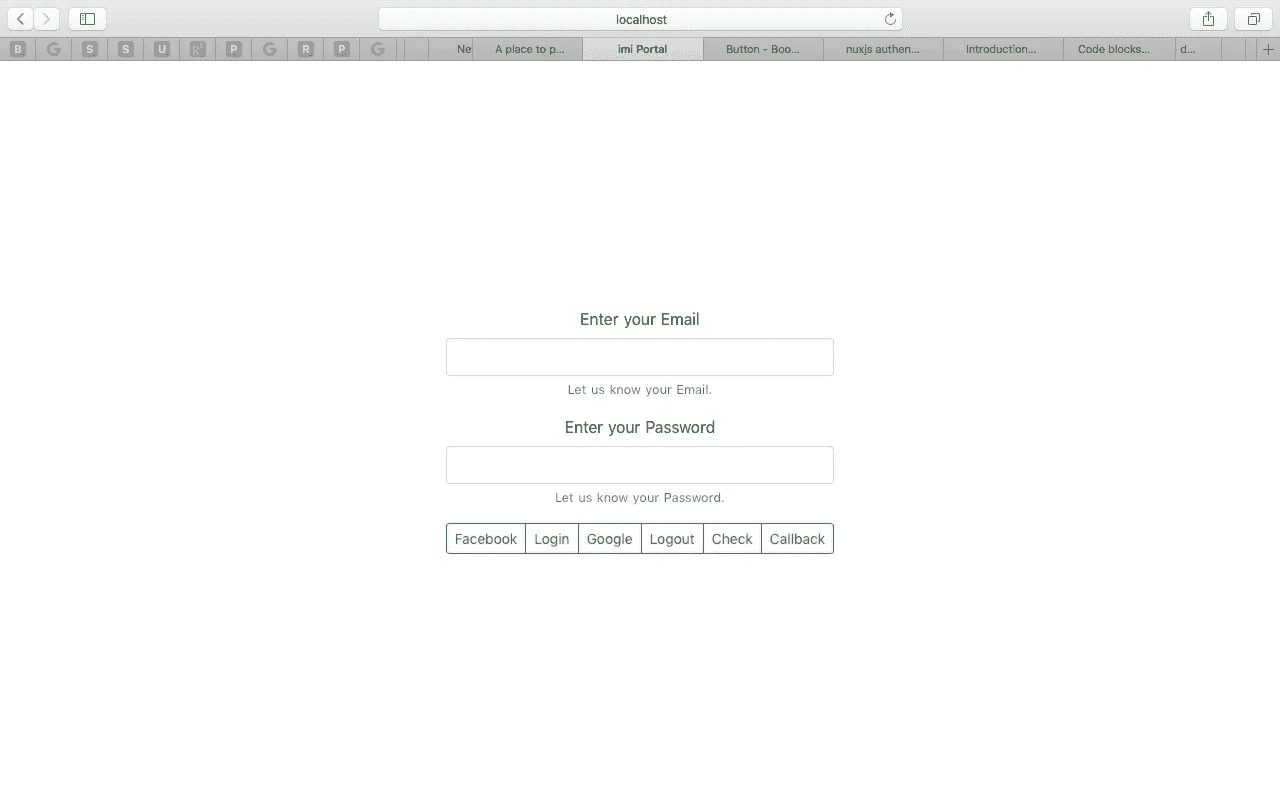 localhost
B G S S U R P G R P G Ne A place to p... imi Portal Button - Boo... nuxjs authen... Introduction... Code blocks... d...
Enter your Email
Let us know your Email.
Enter your Password
Let us know your Password.
Facebook Login Google Logout Check Callback